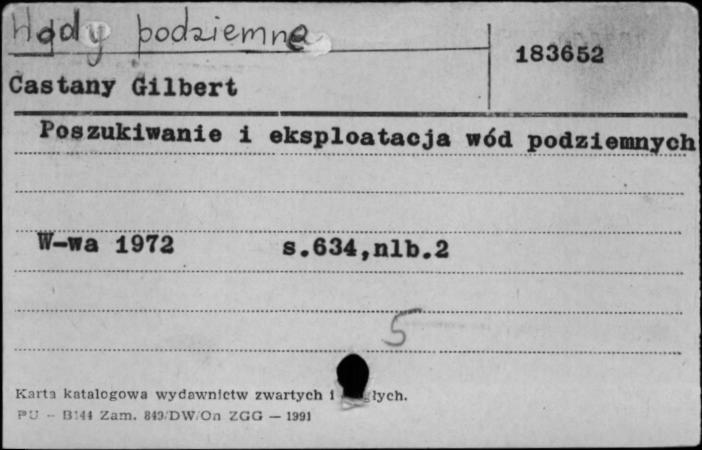 Wody podziemne
183652
Castany Gilbert
Poszukiwanie i eksploatacja wód podziemnych
W-wa 1972 s.634,nlb.2
5
Karta katalogowa wydawnictw zwartych i
PU - B144 Zam. 849/DW/On ZGG — 1991